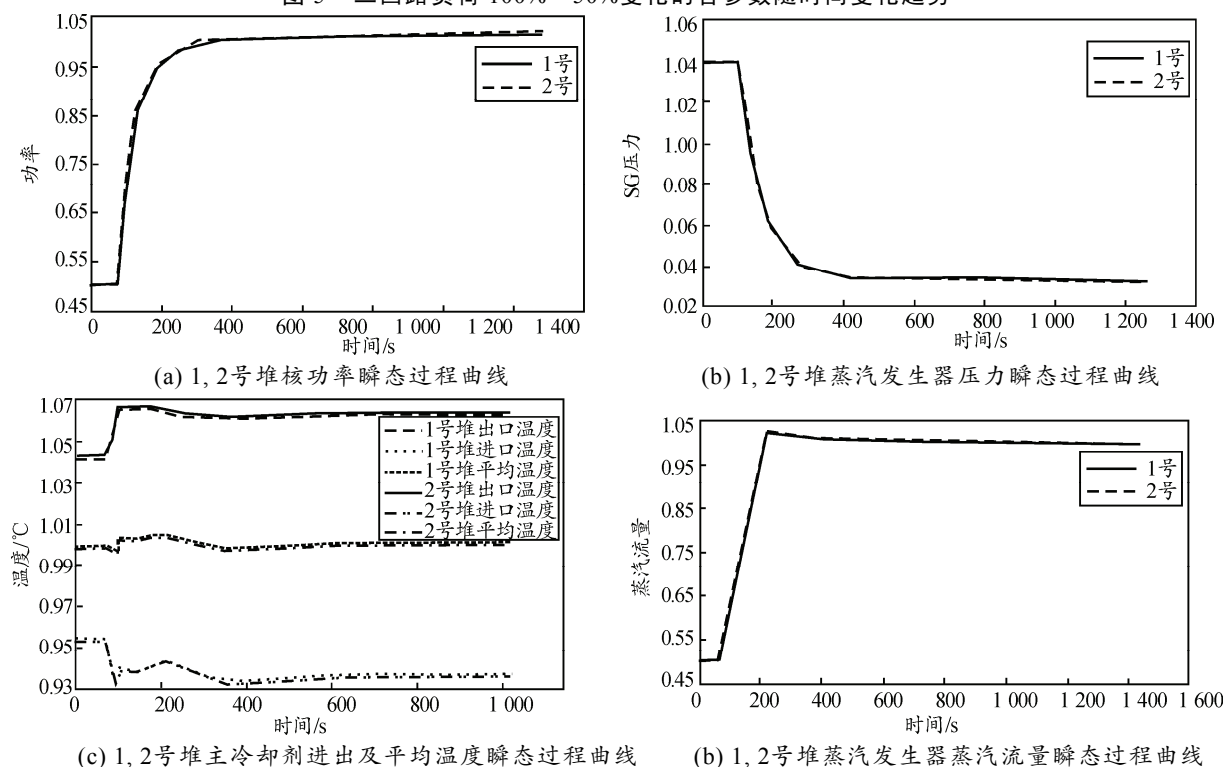 二回路负荷 100%~50%变化时各参数随时间变化趋势
1.05
0.95
0.85
0.75
0.65
0.55
0.45
功率
1号
2号
0 200 400 600 800 1 000 1 200 1 400
时间/s
(a) 1, 2号堆核功率瞬态过程曲线
1.06
1.04
1.02
1.00
0.08
0.06
0.04
0.02
SG压力
1号
2号
0 200 400 600 800 1 000 1 200 1 400
时间/s
(b) 1, 2号堆蒸汽发生器压力瞬态过程曲线
1.07
1.05
1.03
1.01
0.99
0.97
0.95
0.93
温度/℃
1号堆出口温度
1号堆进口温度
1号堆平均温度
2号堆出口温度
2号堆进口温度
2号堆平均温度
0 200 400 600 800 1 000
时间/s
(c) 1, 2号堆主冷却剂进出及平均温度瞬态过程曲线
1.05
0.95
0.85
0.75
0.65
0.55
0.45
蒸汽流量
1号
2号
0 200 400 600 800 1 000 1 200 1 400 1 600
时间/s
(b) 1, 2号堆蒸汽发生器蒸汽流量瞬态过程曲线